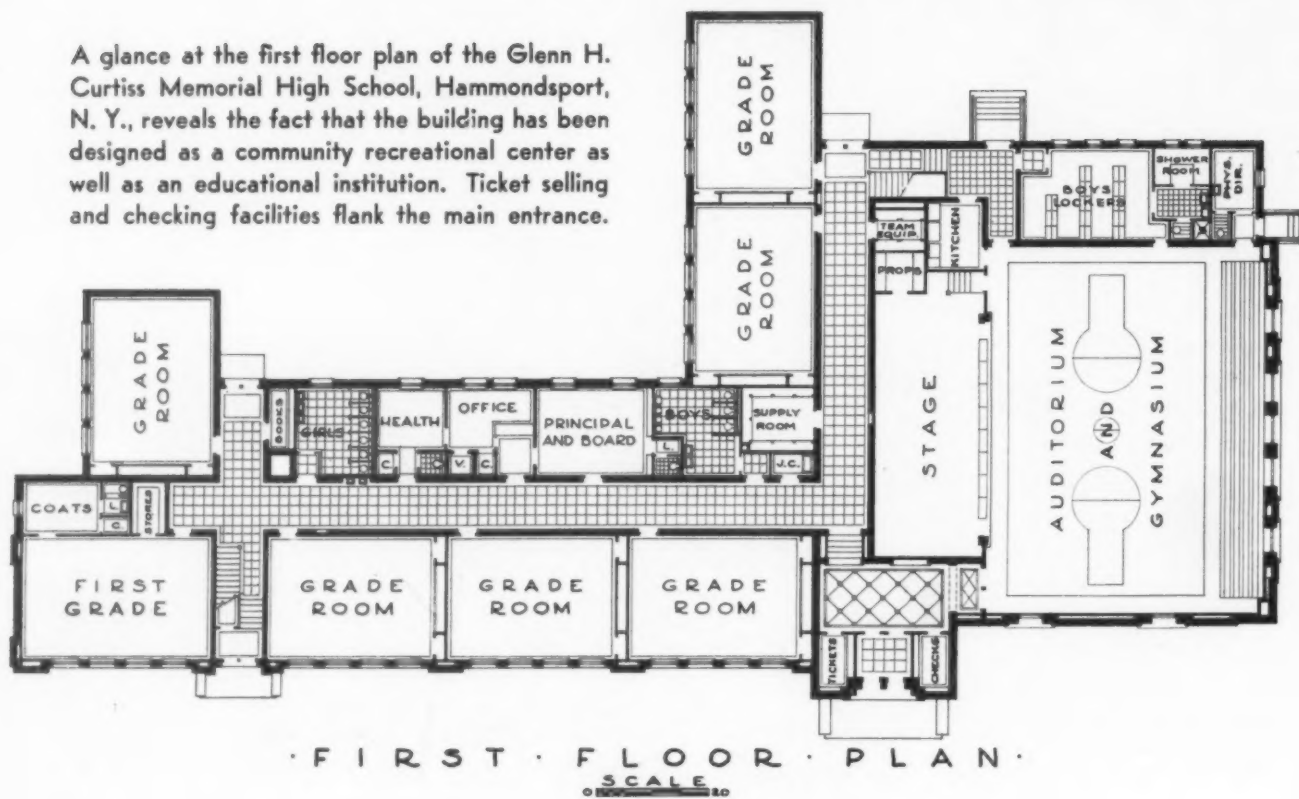 A glance at the first floor plan of the Glenn H.
Curtiss Memorial High School, Hammondsport,
N. Y., reveals the fact that the building has been
designed as a community recreational center as
well as an educational institution. Ticket selling
and checking facilities flank the main entrance.
GRADE
ROOM
GRADE
ROOM
GRADE
ROOM
TEAM
EQUIP.
PROPS
KITCHEN
BOYS
LOCKERS
SHOWER
ROOM
PHYS.
DIR.
BOOKS
GIRLS
HEALTH
C.
OFFICE
V.
C.
PRINCIPAL
AND BOARD
BOYS
L.
SUPPLY
ROOM
J.C.
STAGE
AUDITORIUM
AND
GYMNASIUM
COATS
L.
C.
STORES
FIRST
GRADE
GRADE
ROOM
GRADE
ROOM
GRADE
ROOM
TICKETS
CHECKS
· FIRST · FLOOR · PLAN ·
SCALE
0 20